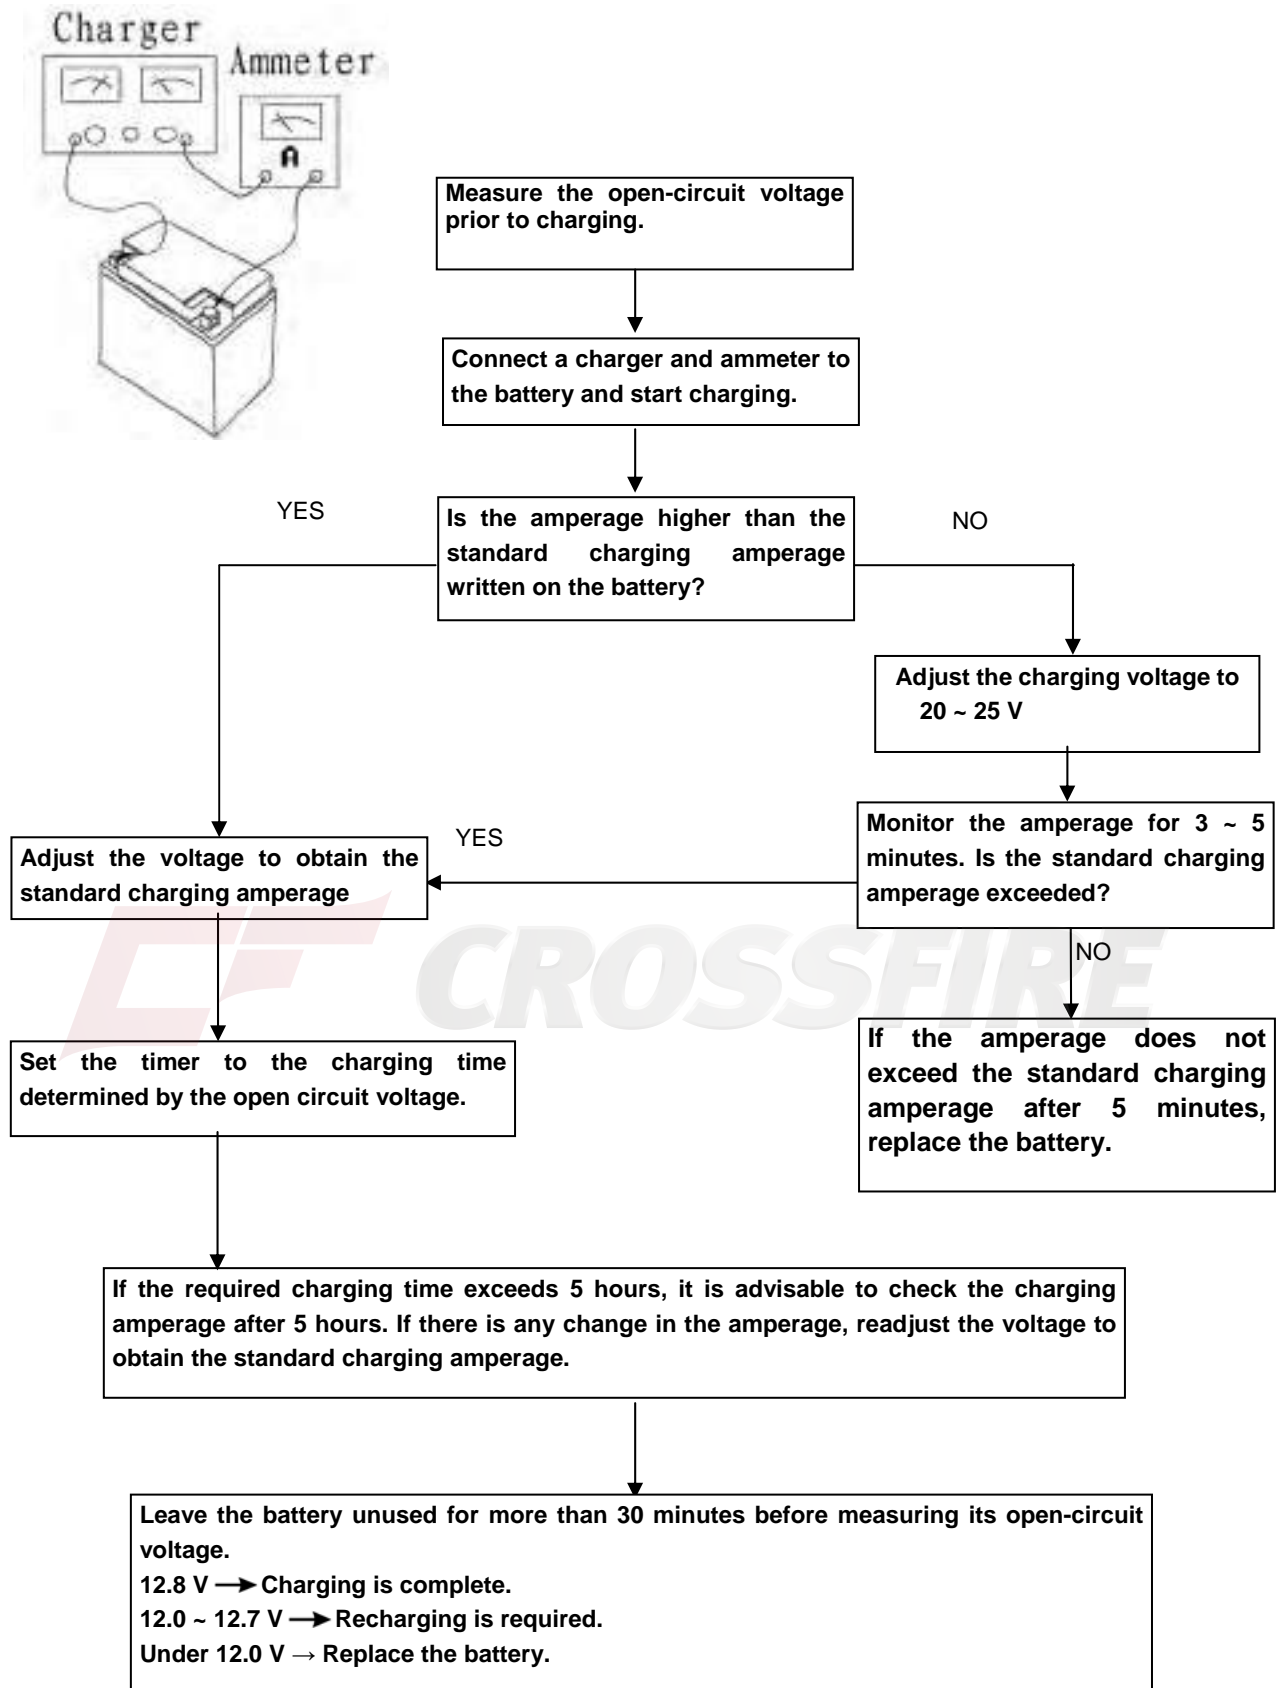 Charger
Ammeter
A
Measure the open-circuit voltage
prior to charging.
Connect a charger and ammeter to
the battery and start charging.
YES
Is the amperage higher than the
standard charging amperage
written on the battery?
NO
Adjust the charging voltage to
20 ~ 25 V
Monitor the amperage for 3 ~ 5
minutes. Is the standard charging
amperage exceeded?
YES
Adjust the voltage to obtain the
standard charging amperage
NO
CROSSFIRE
If the amperage does not
exceed the standard charging
amperage after 5 minutes,
replace the battery.
Set the timer to the charging time
determined by the open circuit voltage.
If the required charging time exceeds 5 hours, it is advisable to check the charging
amperage after 5 hours. If there is any change in the amperage, readjust the voltage to
obtain the standard charging amperage.
Leave the battery unused for more than 30 minutes before measuring its open-circuit
voltage.
12.8 V → Charging is complete.
12.0 ~ 12.7 V → Recharging is required.
Under 12.0 V → Replace the battery.